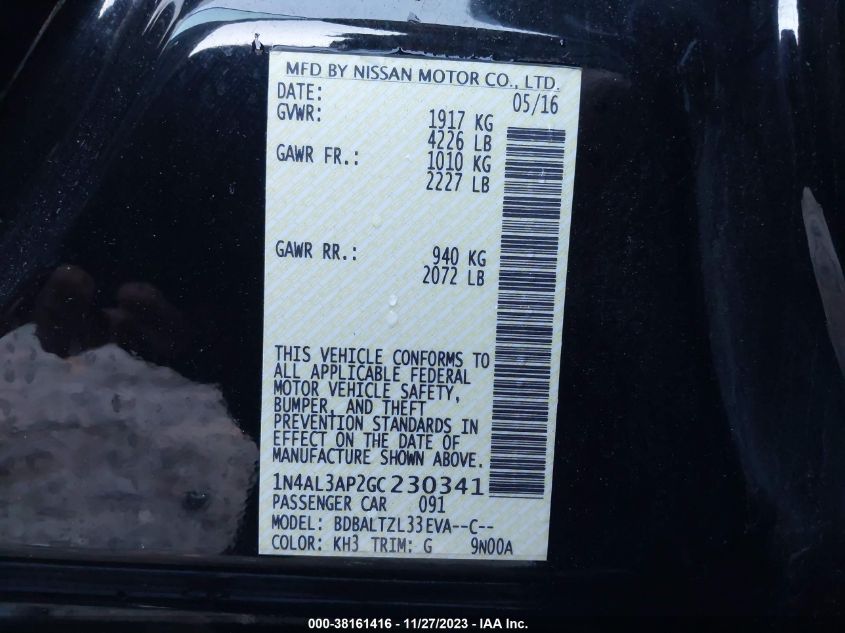 MFD BY NISSAN MOTOR CO., LTD.
DATE: 05/16
GVWR: 1917 KG
4226 LB
GAWR FR.: 1010 KG
2227 LB
GAWR RR.: 940 KG
2072 LB
THIS VEHICLE CONFORMS TO
ALL APPLICABLE FEDERAL
MOTOR VEHICLE SAFETY,
BUMPER, AND THEFT
PREVENTION STANDARDS IN
EFFECT ON THE DATE OF
MANUFACTURE SHOWN ABOVE.
1N4AL3AP2GC230341
PASSENGER CAR 091
MODEL: BDBALTZL33EVA--C--
COLOR: KH3 TRIM: G 9N00A
000-38161416 - 11/27/2023 - IAA Inc.